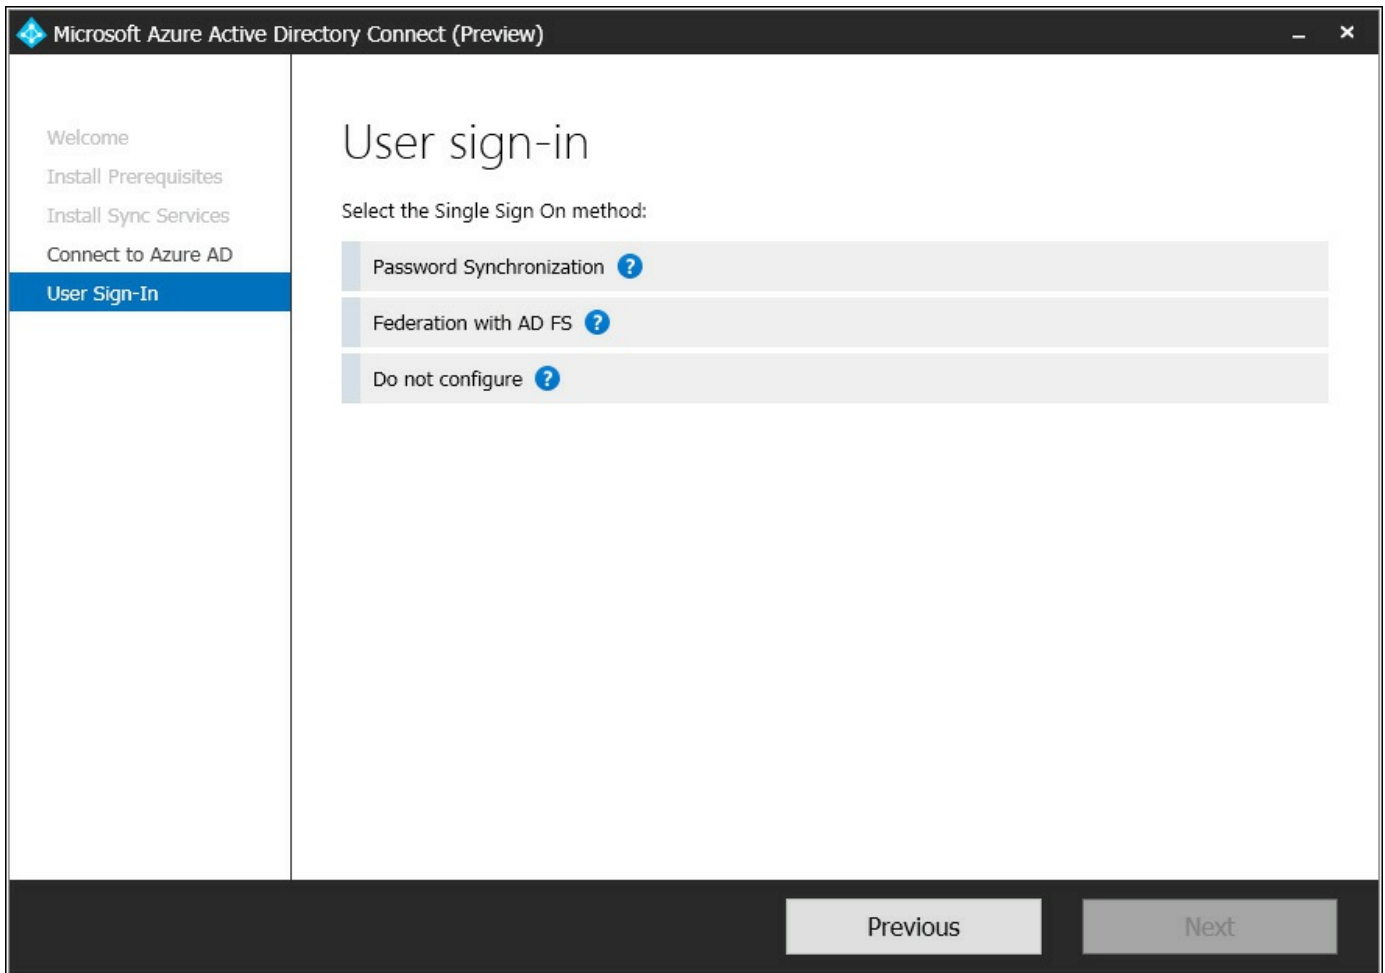 Microsoft Azure Active Directory Connect (Preview)
Welcome
Install Prerequisites
Install Sync Services
Connect to Azure AD
User Sign-In
User sign-in
Select the Single Sign On method:
Password Synchronization ?
Federation with AD FS ?
Do not configure ?
Previous
Next